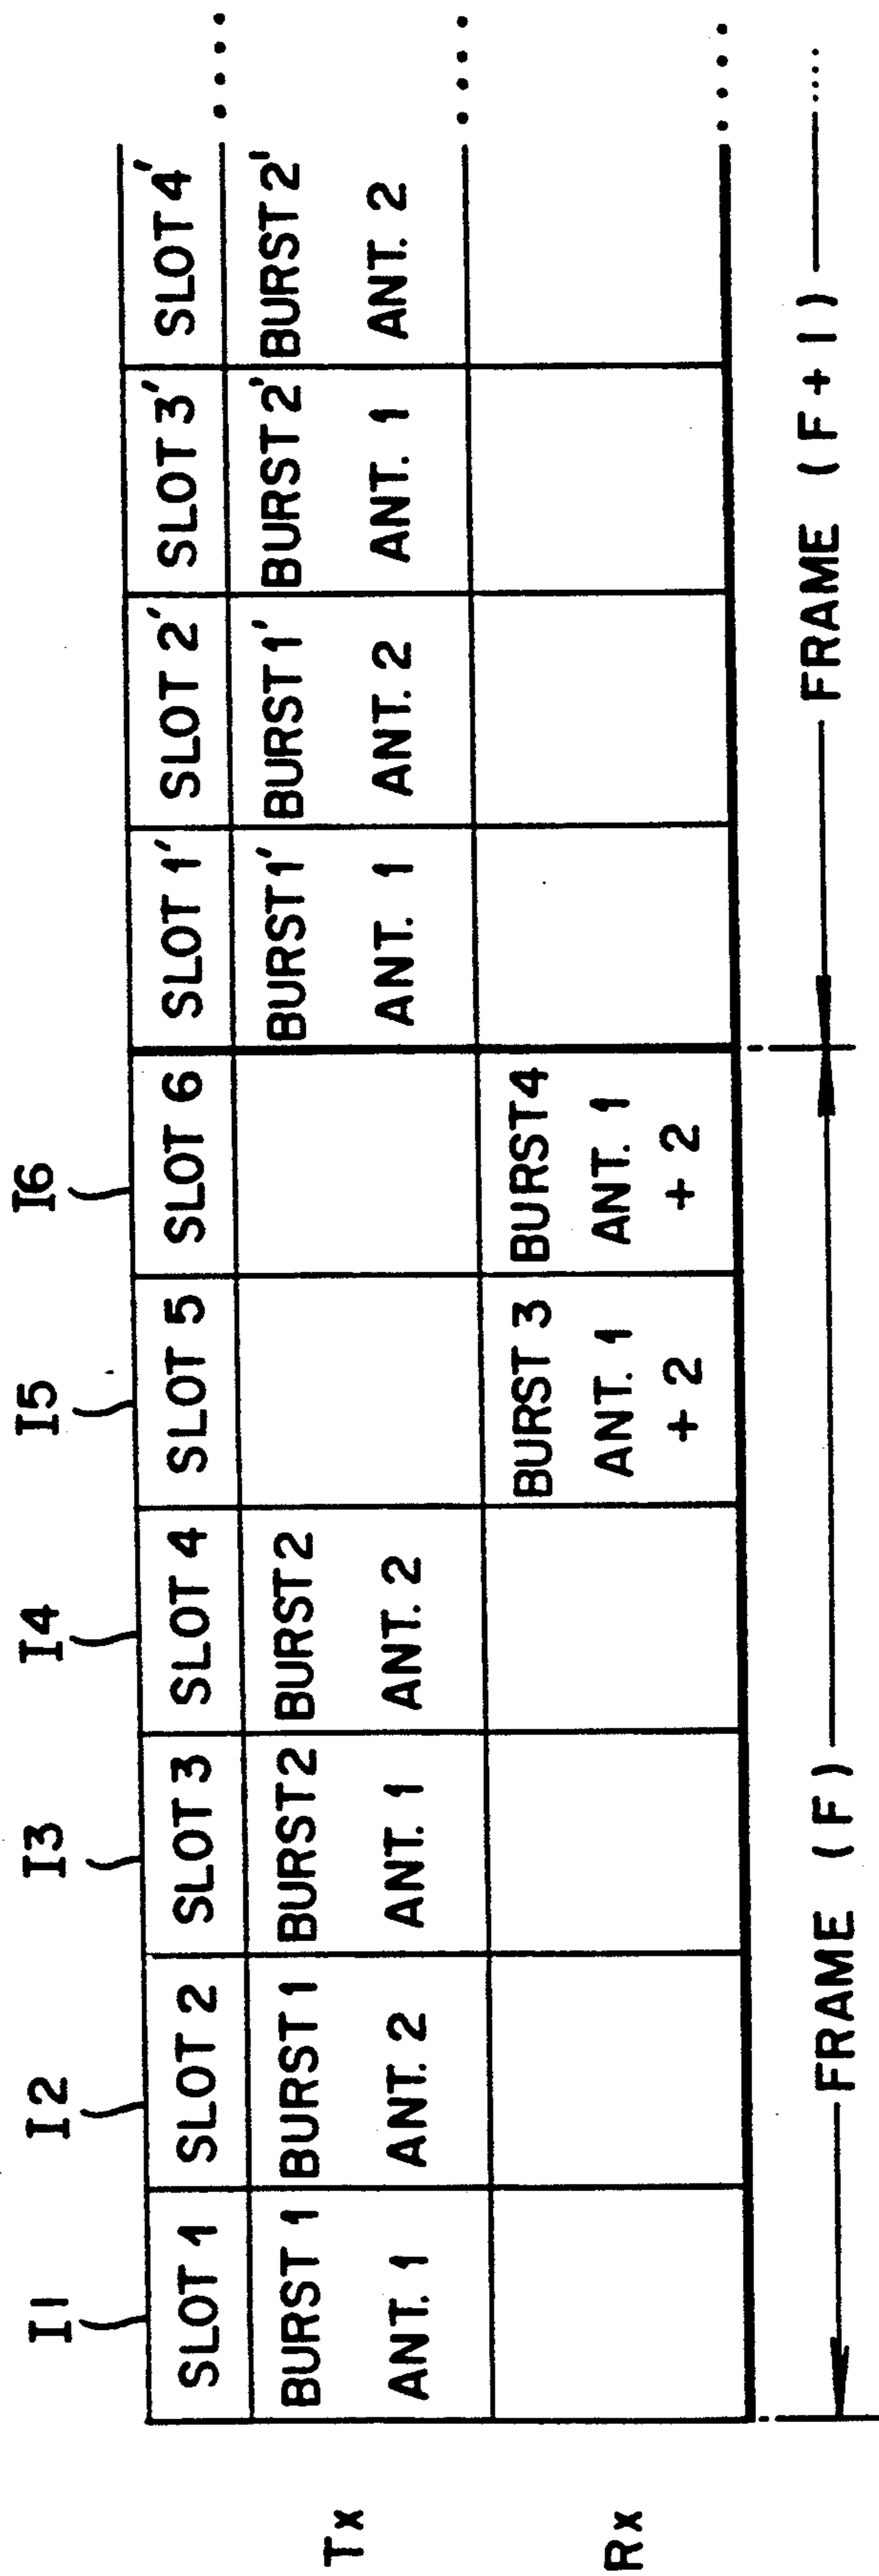 I1 I2 I3 I4 I5 I6
SLOT 1 SLOT 2 SLOT 3 SLOT 4 SLOT 5 SLOT 6 SLOT 1' SLOT 2' SLOT 3' SLOT 4' ....
Tx BURST 1 BURST 1 BURST 2 BURST 2 BURST 1' BURST 1' BURST 2' BURST 2' ....
ANT. 1 ANT. 2 ANT. 1 ANT. 2 ANT. 1 ANT. 2 ANT. 1 ANT. 2
Rx BURST 3 BURST 4 ....
ANT. 1 ANT. 1
+ 2 + 2
FRAME (F) FRAME (F+1) ....